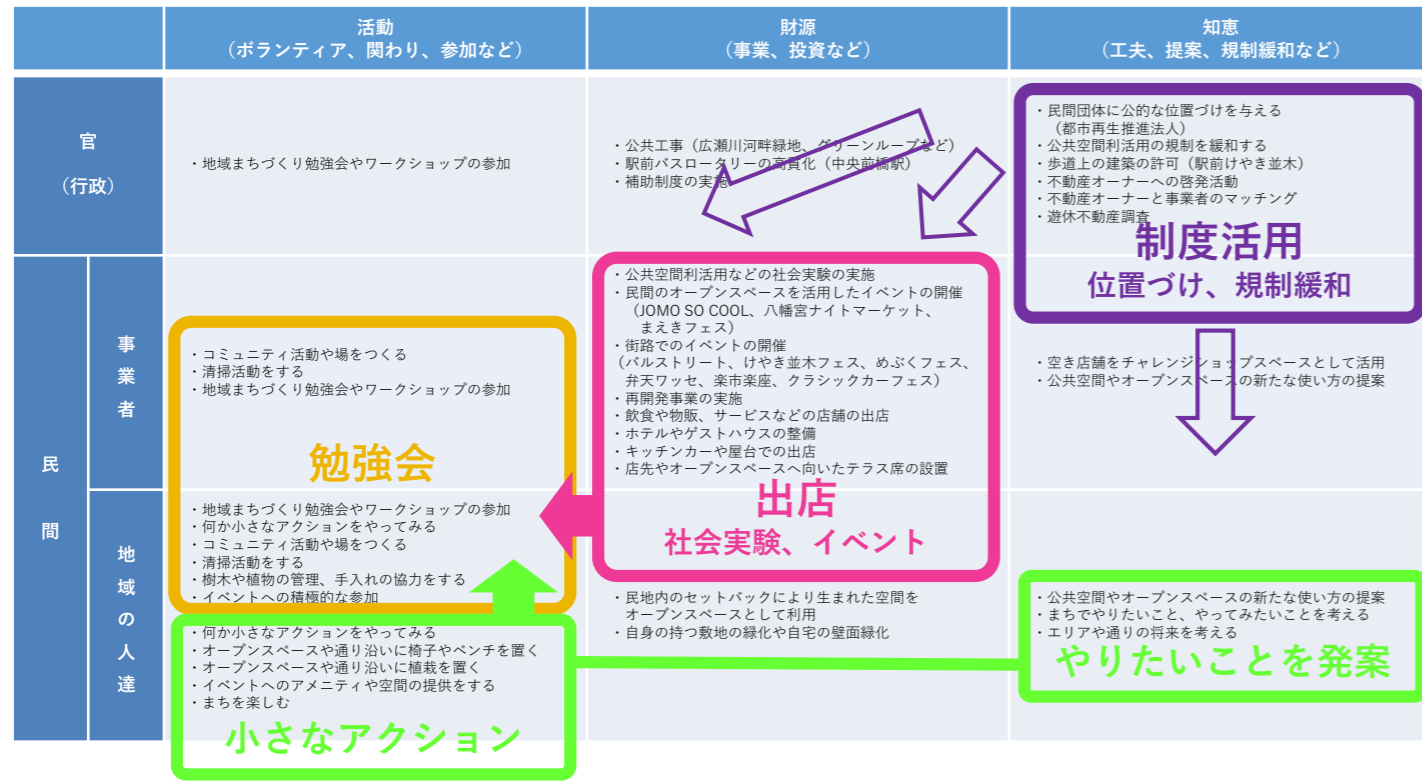 活動
（ボランティア、関わり、参加など）
財源
（事業、投資など）
知恵
（工夫、提案、規制緩和など）
官
（行政）
・地域まちづくり勉強会やワークショップの参加
・公共工事（広瀬川河畔緑地、グリーンループなど）
・駅前バスロータリーの高質化（中央前橋駅）
・補助制度の実施
・民間団体に公的な位置づけを与える
（都市再生推進法人）
・公共空間利活用の規制を緩和する
・歩道上の建築の許可（駅前けやき並木）
・不動産オーナーへの啓発活動
・不動産オーナーと事業者のマッチング
・遊休不動産調査
制度活用
位置づけ、規制緩和
民間
事業者
・コミュニティ活動や場をつくる
・清掃活動をする
・地域まちづくり勉強会やワークショップの参加
勉強会
・公共空間利活用などの社会実験の実施
・民間のオープンスペースを活用したイベントの開催
（JOMO SO COOL、八幡宮ナイトマーケット、
まえきフェス）
・街路でのイベントの開催
（バルストリート、けやき並木フェス、めぶくフェス、
弁天ワッセ、楽市楽座、クラシックカーフェス）
・再開発事業の実施
・飲食や物販、サービスなどの店舗の出店
・ホテルやゲストハウスの整備
・キッチンカーや屋台での出店
・店先やオープンスペースへ向いたテラス席の設置
出店
社会実験、イベント
・空き店舗をチャレンジショップスペースとして活用
・公共空間やオープンスペースの新たな使い方の提案
地域の人達
・地域まちづくり勉強会やワークショップの参加
・何か小さなアクションをやってみる
・コミュニティ活動や場をつくる
・清掃活動をする
・樹木や植物の管理、手入れの協力をする
・イベントへの積極的な参加
・何か小さなアクションをやってみる
・オープンスペースや通り沿いに椅子やベンチを置く
・オープンスペースや通り沿いに植栽を置く
・イベントへのアメニティや空間の提供をする
・まちを楽しむ
小さなアクション
・民地内のセットバックにより生まれた空間を
オープンスペースとして利用
・自身の持つ敷地の緑化や自宅の壁面緑化
・公共空間やオープンスペースの新たな使い方の提案
・まちでやりたいこと、やってみたいことを考える
・エリアや通りの将来を考える
やりたいことを発案